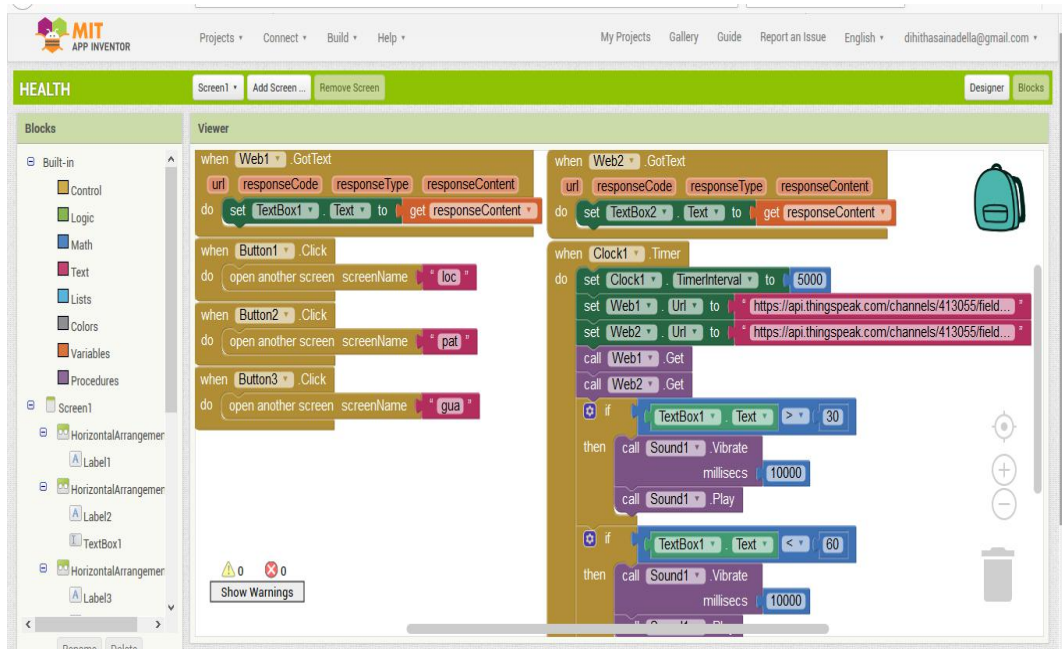 MIT
APP INVENTOR
Projects Connect Build Help My Projects Gallery Guide Report an Issue English dihithasainadella@gmail.com
HEALTH Screen1 Add Screen ... Remove Screen Designer Blocks
Blocks
Built-in
Control
Logic
Math
Text
Lists
Colors
Variables
Procedures
Screen1
HorizontalArrangemen
Label1
HorizontalArrangemen
Label2
TextBox1
HorizontalArrangemen
Label3
Rename Delete
Viewer
when Web1 .GotText
url responseCode responseType responseContent
do set TextBox1 . Text to get responseContent
when Button1 .Click
do open another screen screenName " loc "
when Button2 .Click
do open another screen screenName " pat "
when Button3 .Click
do open another screen screenName " gua "
0 0
Show Warnings
when Web2 .GotText
url responseCode responseType responseContent
do set TextBox2 . Text to get responseContent
when Clock1 .Timer
do set Clock1 . TimerInterval to 5000
set Web1 . Url to " https://api.thingspeak.com/channels/413055/field... "
set Web2 . Url to " https://api.thingspeak.com/channels/413055/field... "
call Web1 .Get
call Web2 .Get
if TextBox1 . Text > 30
then call Sound1 .Vibrate
millisecs 10000
call Sound1 .Play
if TextBox1 . Text < 60
then call Sound1 .Vibrate
millisecs 10000